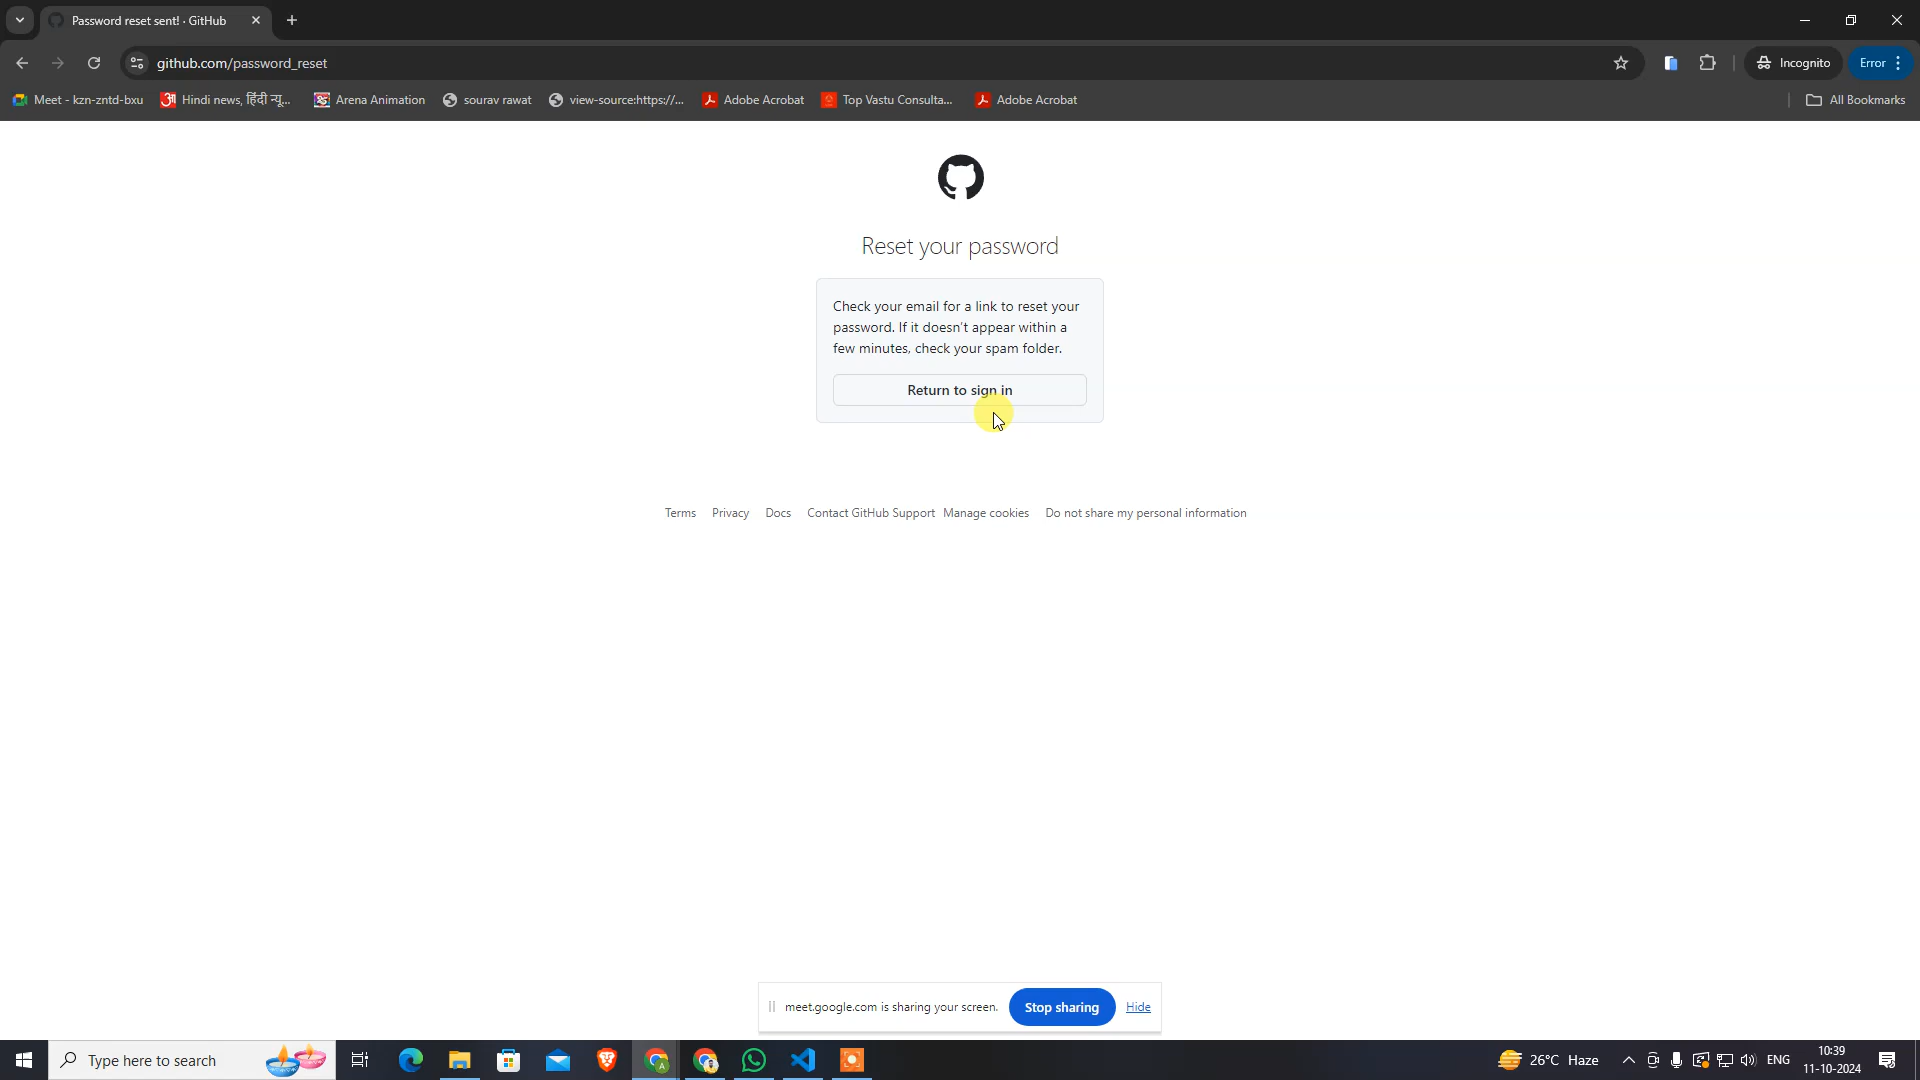 Password reset sent! · GitHub
github.com/password_reset
Incognito
Error
Meet - kzn-zntd-bxu
Hindi news, हिंदी न्यू...
Arena Animation
sourav rawat
view-source:https://...
Adobe Acrobat
Top Vastu Consulta...
Adobe Acrobat
All Bookmarks
Reset your password
Check your email for a link to reset your
password. If it doesn't appear within a
few minutes, check your spam folder.
Return to sign in
Terms Privacy Docs Contact GitHub Support Manage cookies Do not share my personal information
meet.google.com is sharing your screen.
Stop sharing
Hide
Type here to search
26°C Haze
ENG
10:39
11-10-2024